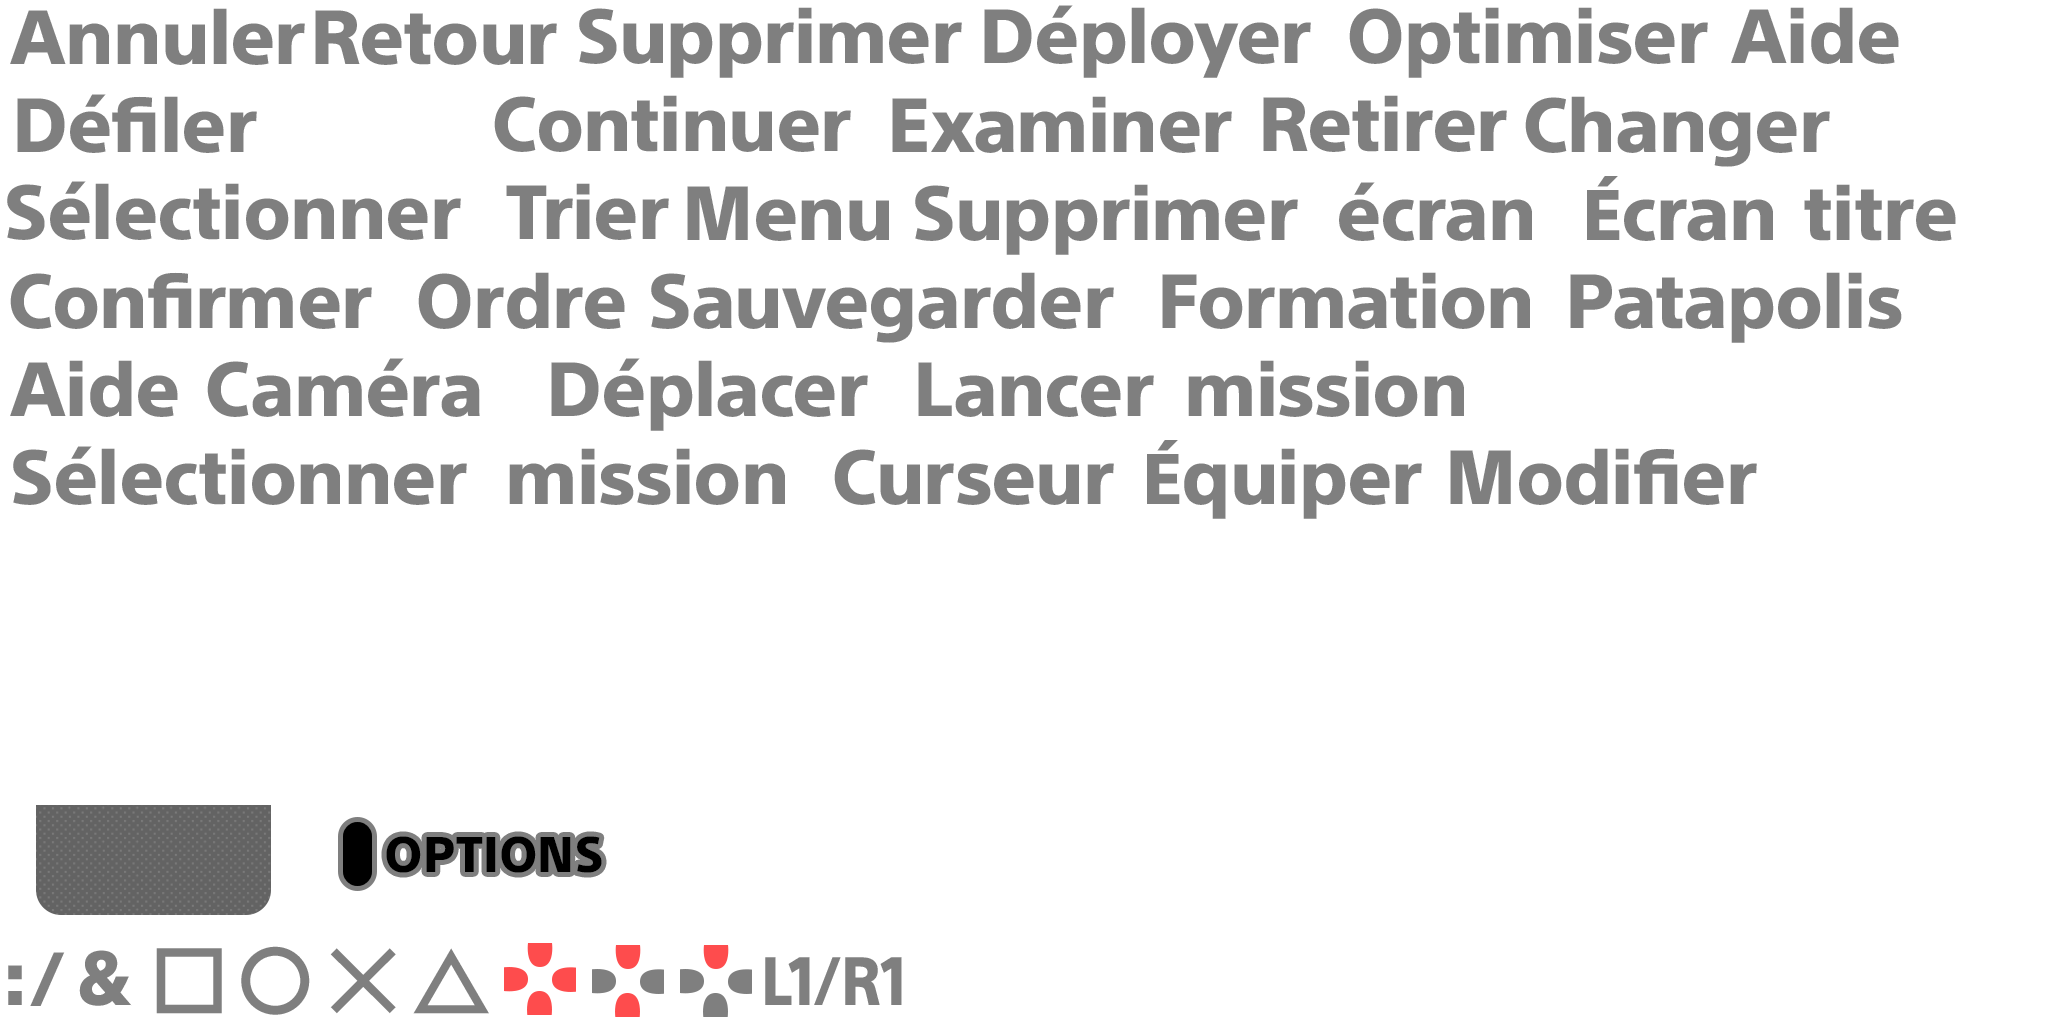 Annuler Retour Supprimer Déployer Optimiser Aide
Défiler Continuer Examiner Retirer Changer
Sélectionner Trier Menu Supprimer écran Écran titre
Confirmer Ordre Sauvegarder Formation Patapolis
Aide Caméra Déplacer Lancer mission
Sélectionner mission Curseur Équiper Modifier
OPTIONS
:/ & L1/R1